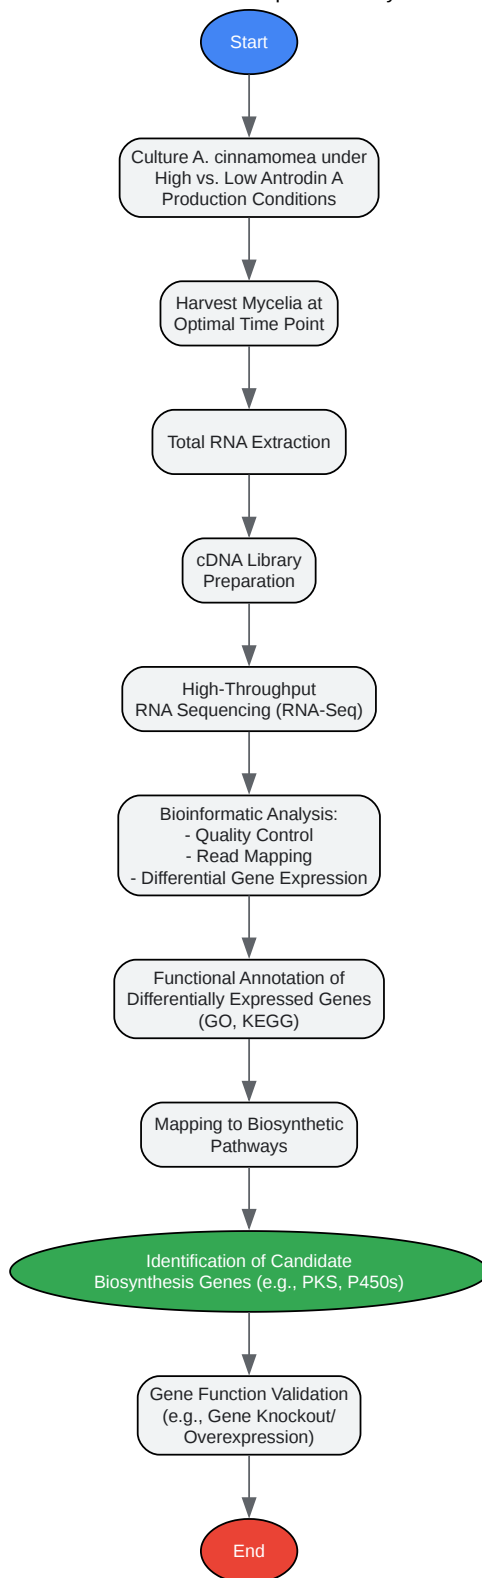 Start
Culture A. cinnamomea under
High vs. Low Antrodin A
Production Conditions
Harvest Mycelia at
Optimal Time Point
Total RNA Extraction
cDNA Library
Preparation
High-Throughput
RNA Sequencing (RNA-Seq)
Bioinformatic Analysis:
- Quality Control
- Read Mapping
- Differential Gene Expression
Functional Annotation of
Differentially Expressed Genes
(GO, KEGG)
Mapping to Biosynthetic
Pathways
Identification of Candidate
Biosynthesis Genes (e.g., PKS, P450s)
Gene Function Validation
(e.g., Gene Knockout/
Overexpression)
End